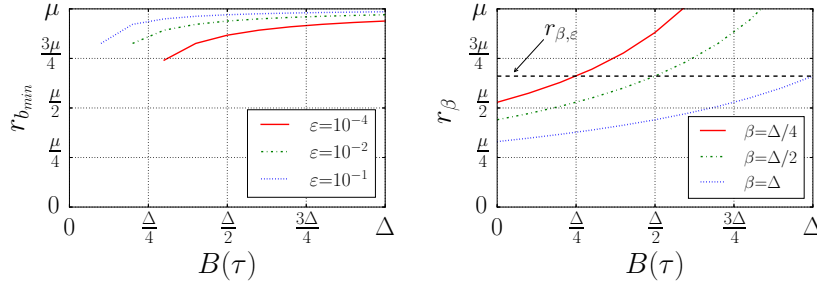 r_{b_{min}}
μ
3μ/4
μ/2
μ/4
0
0 Δ/4 Δ/2 3Δ/4 Δ
B(τ)
ε=10⁻⁴
ε=10⁻²
ε=10⁻¹
r_β
μ
3μ/4
μ/2
μ/4
0
0 Δ/4 Δ/2 3Δ/4 Δ
B(τ)
r_{β,ε}
β=Δ/4
β=Δ/2
β=Δ